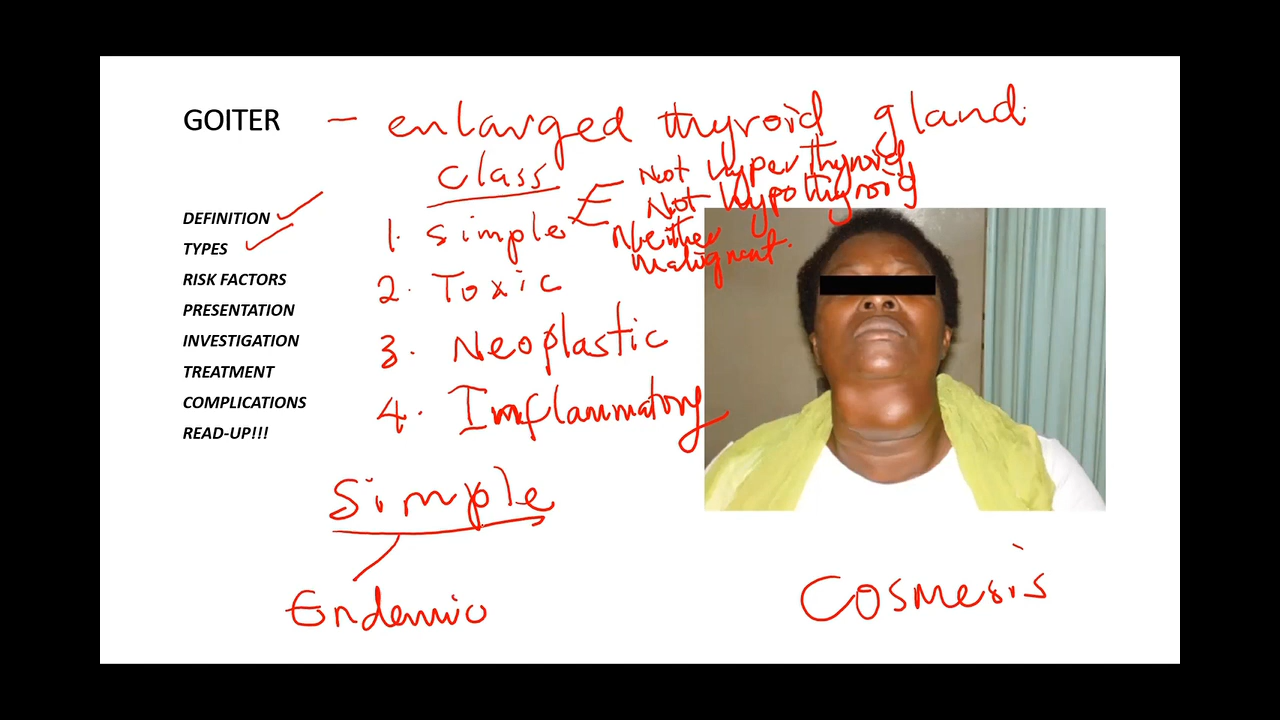 GOITER - enlarged thyroid gland
Class
1. Simple
Not hyperthyroid
Not hypothyroid
Neither
Malignant.
2. Toxic
3. Neoplastic
4. Inflammatory
DEFINITION
TYPES
RISK FACTORS
PRESENTATION
INVESTIGATION
TREATMENT
COMPLICATIONS
READ-UP!!!
Simple
Endemic
Cosmesis